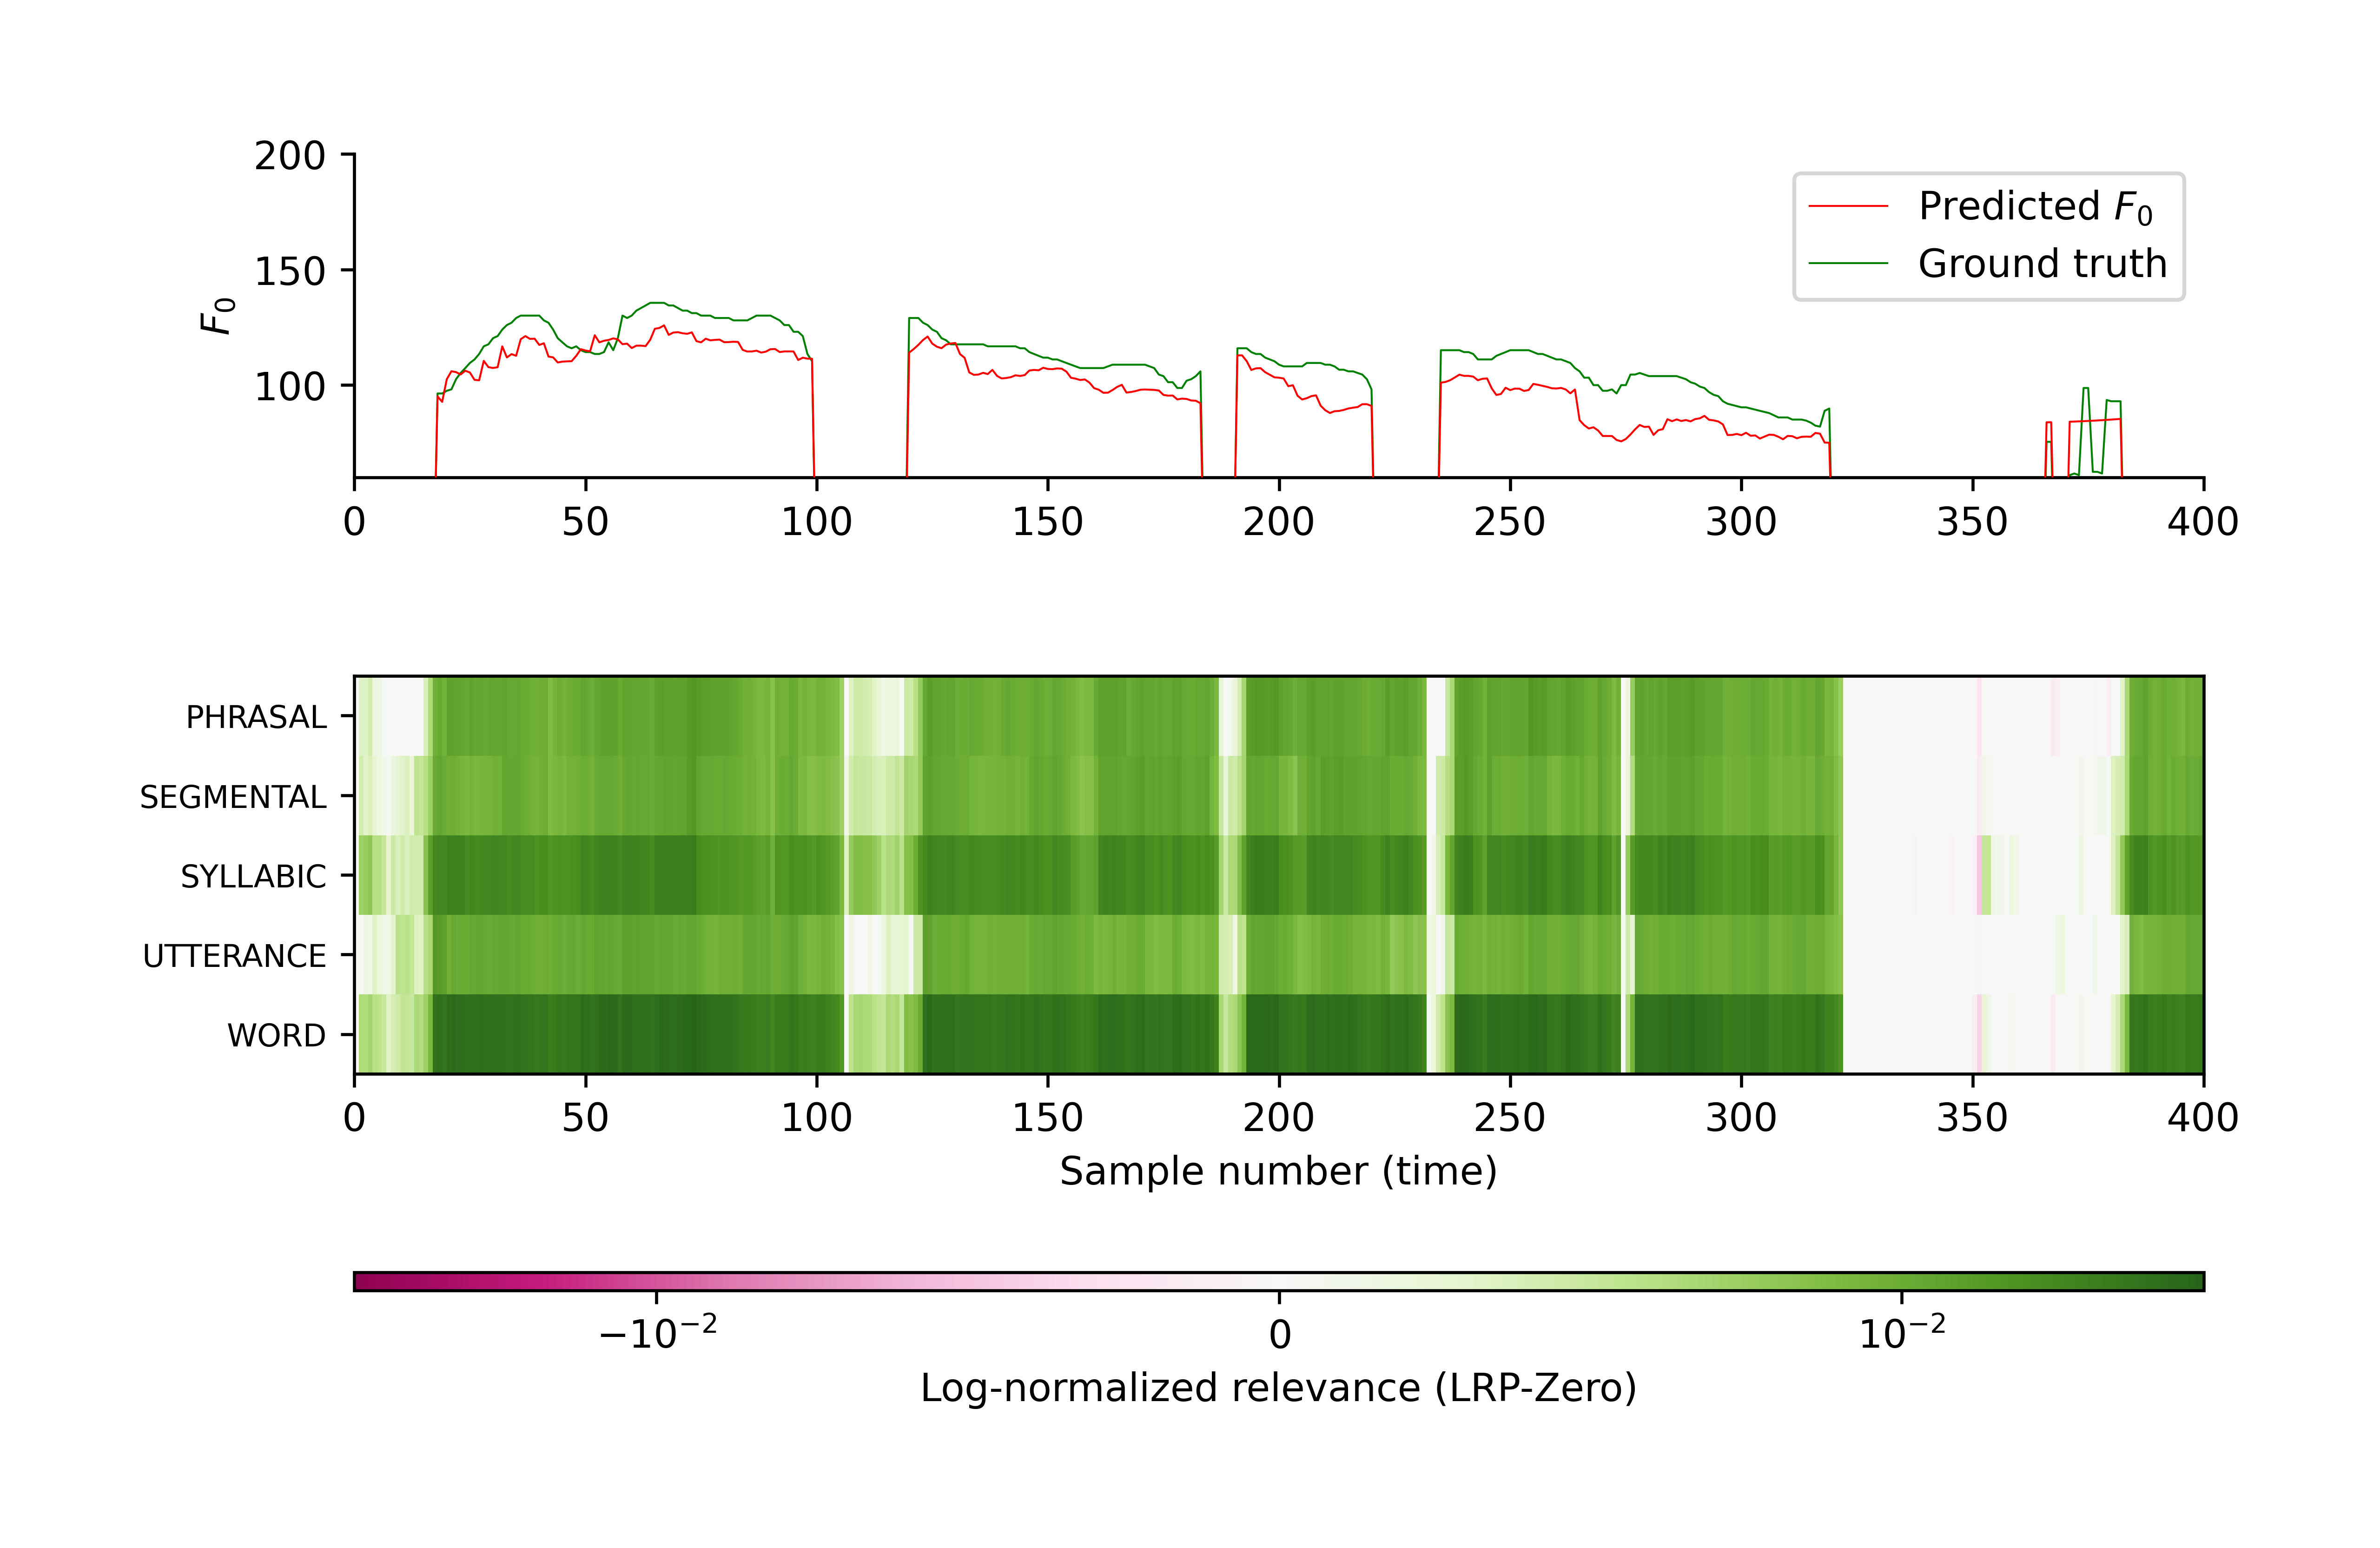 200
150
100
F₀
Predicted F₀
Ground truth
0 50 100 150 200 250 300 350 400
PHRASAL
SEGMENTAL
SYLLABIC
UTTERANCE
WORD
0 50 100 150 200 250 300 350 400
Sample number (time)
−10⁻² 0 10⁻²
Log-normalized relevance (LRP-Zero)